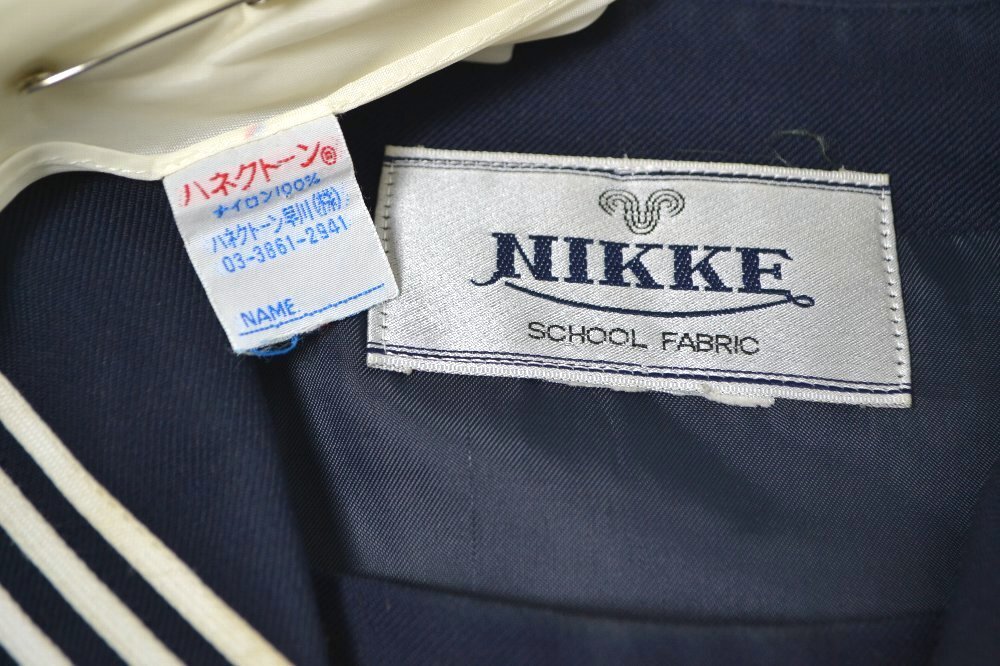 ハネクトーン®
ナイロン100%
ハネクトーン早川(株)
03-3861-2941
NAME
NIKKE
SCHOOL FABRIC